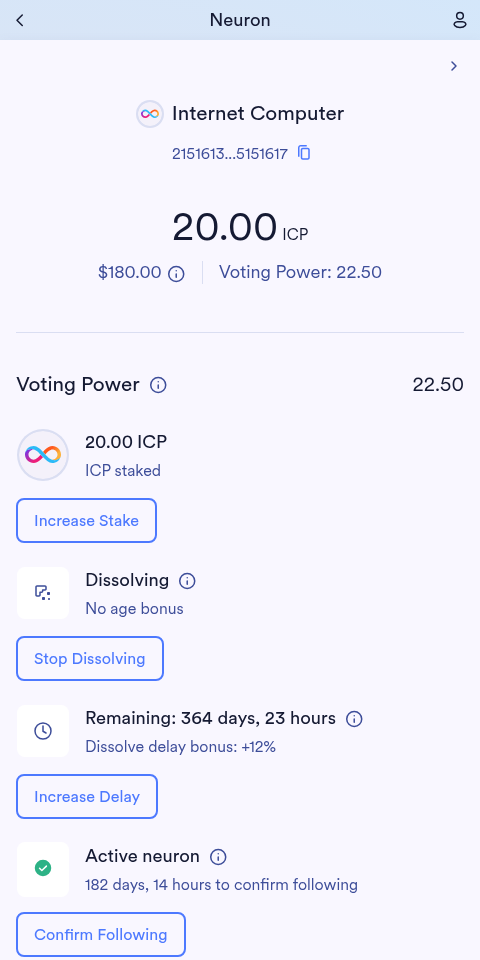 Neuron
Internet Computer
2151613...5151617
20.00 ICP
$180.00
Voting Power: 22.50
Voting Power
22.50
20.00 ICP
ICP staked
Increase Stake
Dissolving
No age bonus
Stop Dissolving
Remaining: 364 days, 23 hours
Dissolve delay bonus: +12%
Increase Delay
Active neuron
182 days, 14 hours to confirm following
Confirm Following